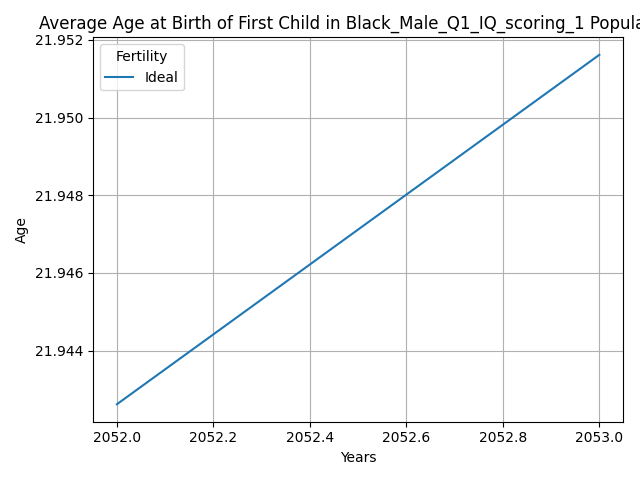 Average Age at Birth of First Child in Black_Male_Q1_IQ_scoring_1 Popula
21.952
Fertility
Ideal
21.950
21.948
Age
21.946
21.944
2052.0 2052.2 2052.4 2052.6 2052.8 2053.0
Years